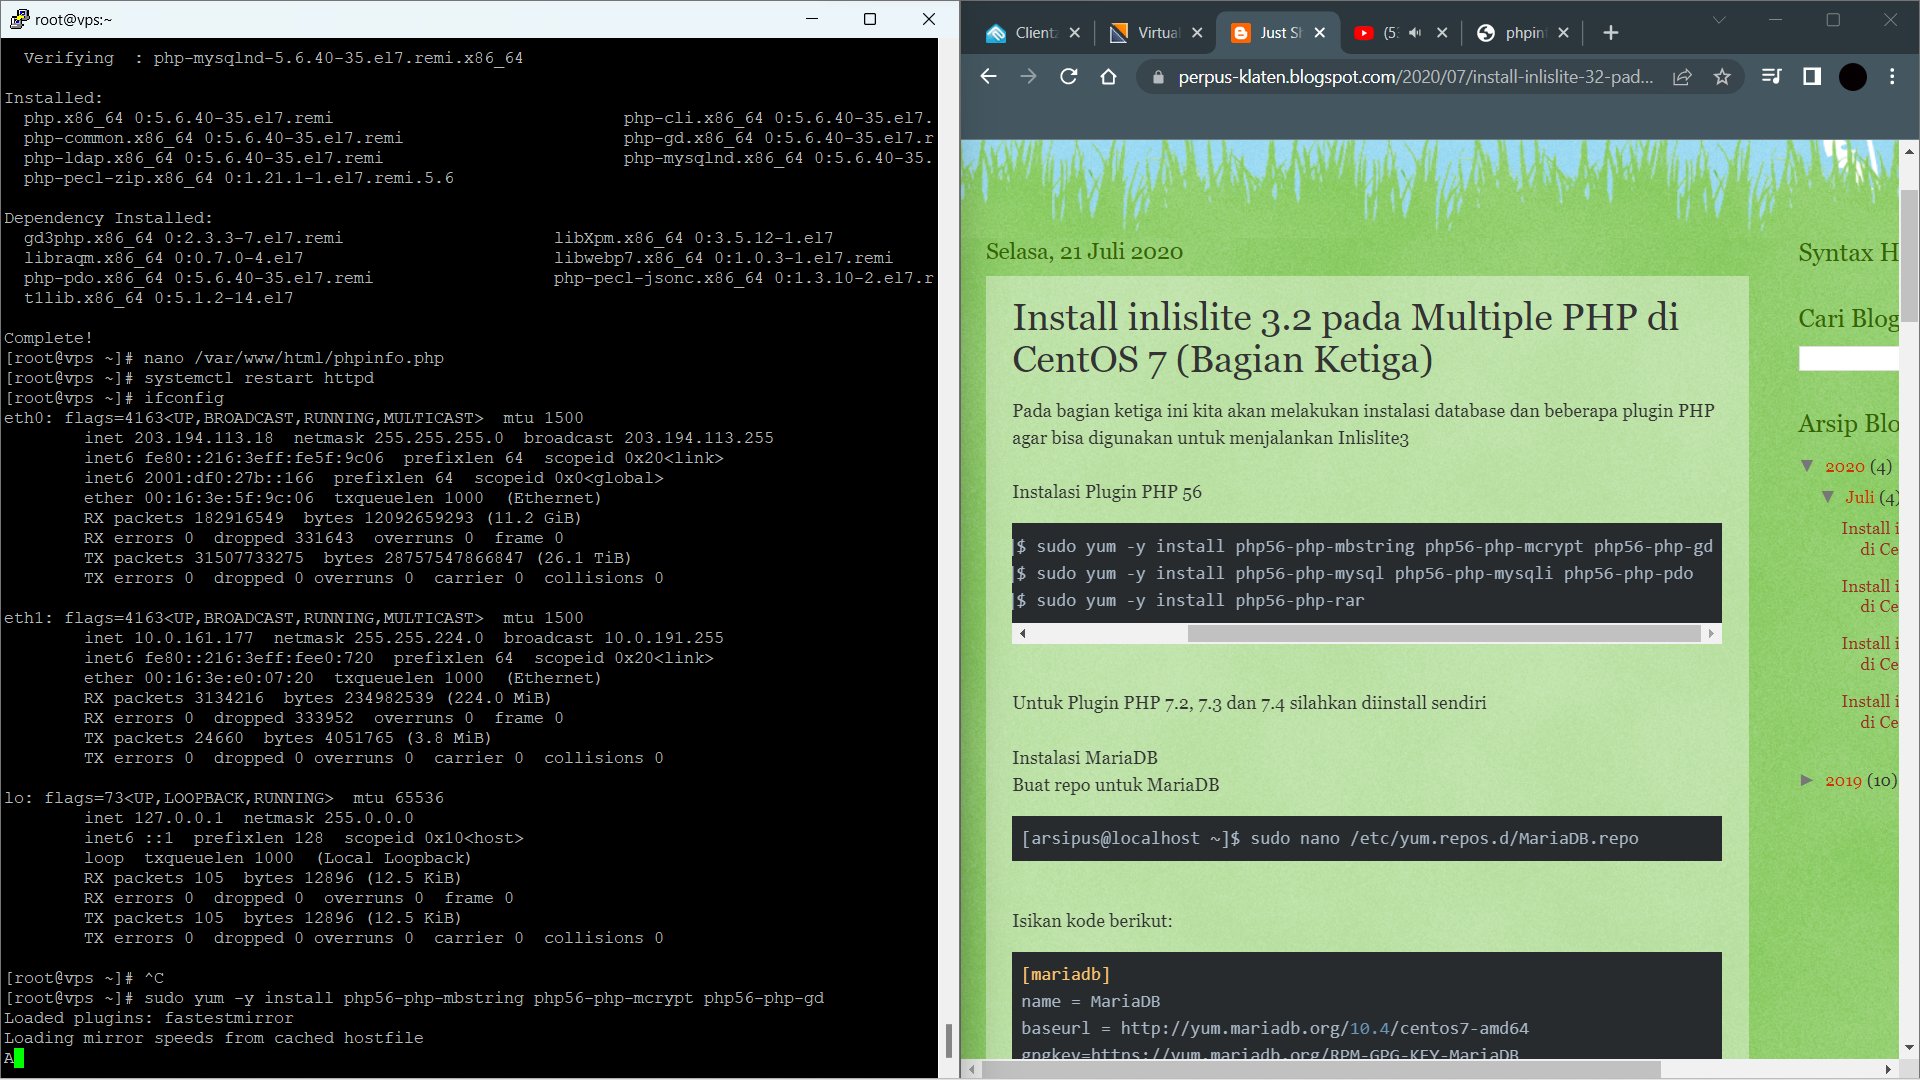 root@vps:~
Verifying  : php-mysqlnd-5.6.40-35.el7.remi.x86_64
Installed:
php.x86_64 0:5.6.40-35.el7.remi php-cli.x86_64 0:5.6.40-35.el7.
php-common.x86_64 0:5.6.40-35.el7.remi php-gd.x86_64 0:5.6.40-35.el7.r
php-ldap.x86_64 0:5.6.40-35.el7.remi php-mysqlnd.x86_64 0:5.6.40-35.
php-pecl-zip.x86_64 0:1.21.1-1.el7.remi.5.6
Dependency Installed:
gd3php.x86_64 0:2.3.3-7.el7.remi libXpm.x86_64 0:3.5.12-1.el7
libraqm.x86_64 0:0.7.0-4.el7 libwebp7.x86_64 0:1.0.3-1.el7.remi
php-pdo.x86_64 0:5.6.40-35.el7.remi php-pecl-jsonc.x86_64 0:1.3.10-2.el7.r
t1lib.x86_64 0:5.1.2-14.el7
Complete!
[root@vps ~]# nano /var/www/html/phpinfo.php
[root@vps ~]# systemctl restart httpd
[root@vps ~]# ifconfig
eth0: flags=4163<UP,BROADCAST,RUNNING,MULTICAST>  mtu 1500
inet 203.194.113.18  netmask 255.255.255.0  broadcast 203.194.113.255
inet6 fe80::216:3eff:fe5f:9c06  prefixlen 64  scopeid 0x20<link>
inet6 2001:df0:27b::166  prefixlen 64  scopeid 0x0<global>
ether 00:16:3e:5f:9c:06  txqueuelen 1000  (Ethernet)
RX packets 182916549  bytes 12092659293 (11.2 GiB)
RX errors 0  dropped 331643  overruns 0  frame 0
TX packets 31507733275  bytes 28757547866847 (26.1 TiB)
TX errors 0  dropped 0 overruns 0  carrier 0  collisions 0
eth1: flags=4163<UP,BROADCAST,RUNNING,MULTICAST>  mtu 1500
inet 10.0.161.177  netmask 255.255.224.0  broadcast 10.0.191.255
inet6 fe80::216:3eff:fee0:720  prefixlen 64  scopeid 0x20<link>
ether 00:16:3e:e0:07:20  txqueuelen 1000  (Ethernet)
RX packets 3134216  bytes 234982539 (224.0 MiB)
RX errors 0  dropped 333952  overruns 0  frame 0
TX packets 24660  bytes 4051765 (3.8 MiB)
TX errors 0  dropped 0 overruns 0  carrier 0  collisions 0
lo: flags=73<UP,LOOPBACK,RUNNING>  mtu 65536
inet 127.0.0.1  netmask 255.0.0.0
inet6 ::1  prefixlen 128  scopeid 0x10<host>
loop  txqueuelen 1000  (Local Loopback)
RX packets 105  bytes 12896 (12.5 KiB)
RX errors 0  dropped 0  overruns 0  frame 0
TX packets 105  bytes 12896 (12.5 KiB)
TX errors 0  dropped 0 overruns 0  carrier 0  collisions 0
[root@vps ~]# ^C
[root@vps ~]# sudo yum -y install php56-php-mbstring php56-php-mcrypt php56-php-gd
Loaded plugins: fastestmirror
Loading mirror speeds from cached hostfile
A
Client Virtual Just S (5 phpin
perpus-klaten.blogspot.com/2020/07/install-inlislite-32-pad...
Selasa, 21 Juli 2020
Install inlislite 3.2 pada Multiple PHP di
CentOS 7 (Bagian Ketiga)
Pada bagian ketiga ini kita akan melakukan instalasi database dan beberapa plugin PHP
agar bisa digunakan untuk menjalankan Inlislite3
Instalasi Plugin PHP 56
]$ sudo yum -y install php56-php-mbstring php56-php-mcrypt php56-php-gd
]$ sudo yum -y install php56-php-mysql php56-php-mysqli php56-php-pdo
]$ sudo yum -y install php56-php-rar
Untuk Plugin PHP 7.2, 7.3 dan 7.4 silahkan diinstall sendiri
Instalasi MariaDB
Buat repo untuk MariaDB
[arsipus@localhost ~]$ sudo nano /etc/yum.repos.d/MariaDB.repo
Isikan kode berikut:
[mariadb]
name = MariaDB
baseurl = http://yum.mariadb.org/10.4/centos7-amd64
gpgkey=https://yum.mariadb.org/RPM-GPG-KEY-MariaDB
Syntax H
Cari Blog
Arsip Blo
▼ 2020 (4)
▼ Juli (4)
Install i
di Ce
Install i
di Ce
Install i
di Ce
Install i
di Ce
► 2019 (10)